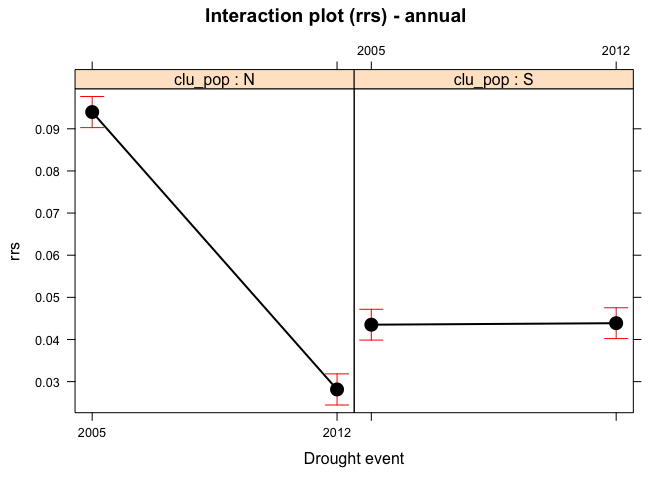 Interaction plot (rrs) - annual
2005 2012
clu_pop : N clu_pop : S
0.09
0.08
0.07
0.06
0.05
0.04
0.03
rrs
2005 2012
Drought event